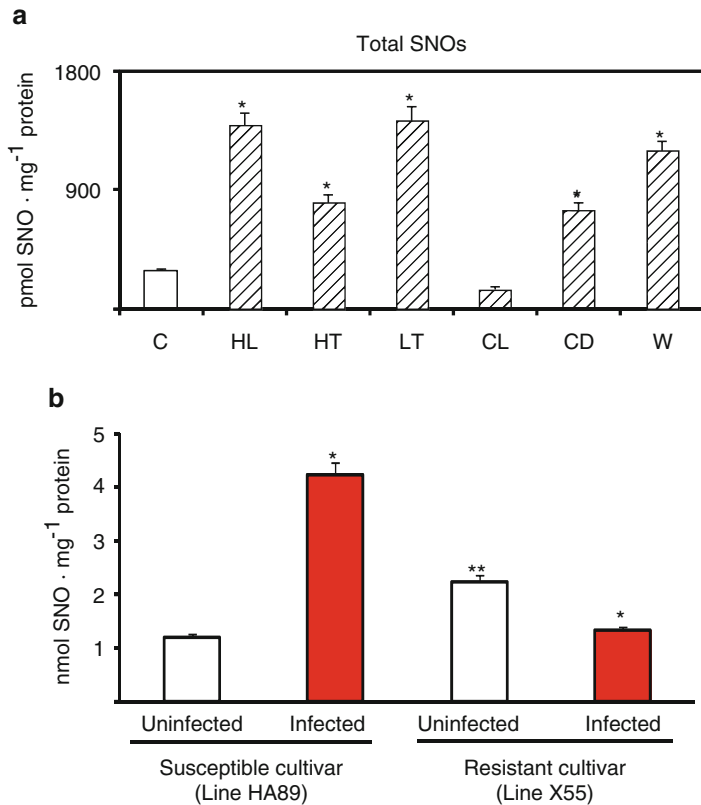 a
Total SNOs
pmol SNO · mg⁻¹ protein
1800
900
*
*
*
*
*
C HL HT LT CL CD W
b
nmol SNO · mg⁻¹ protein
5
4
3
2
1
*
**
*
Uninfected Infected Uninfected Infected
Susceptible cultivar Resistant cultivar
(Line HA89) (Line X55)